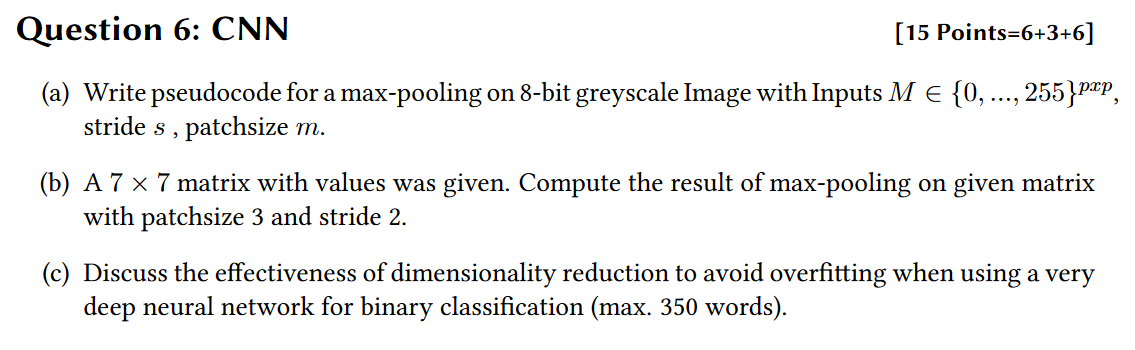 Question 6: CNN [15 Points=6+3+6]
(a) Write pseudocode for a max-pooling on 8-bit greyscale Image with Inputs M ∈ {0, ..., 255}^{pxp},
stride s , patchsize m.
(b) A 7 × 7 matrix with values was given. Compute the result of max-pooling on given matrix
with patchsize 3 and stride 2.
(c) Discuss the effectiveness of dimensionality reduction to avoid overfitting when using a very
deep neural network for binary classification (max. 350 words).